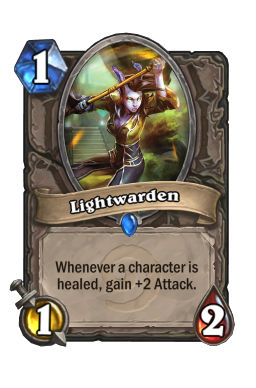 1
Lightwarden
Whenever a character is
healed, gain +2 Attack.
1
2